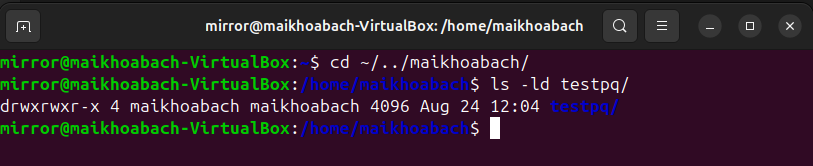 mirror@maikhoabach-VirtualBox: /home/maikhoabach
mirror@maikhoabach-VirtualBox:~$ cd ~/../maikhoabach/
mirror@maikhoabach-VirtualBox:/home/maikhoabach$ ls -ld testpq/
drwxrwxr-x 4 maikhoabach maikhoabach 4096 Aug 24 12:04 testpq/
mirror@maikhoabach-VirtualBox:/home/maikhoabach$